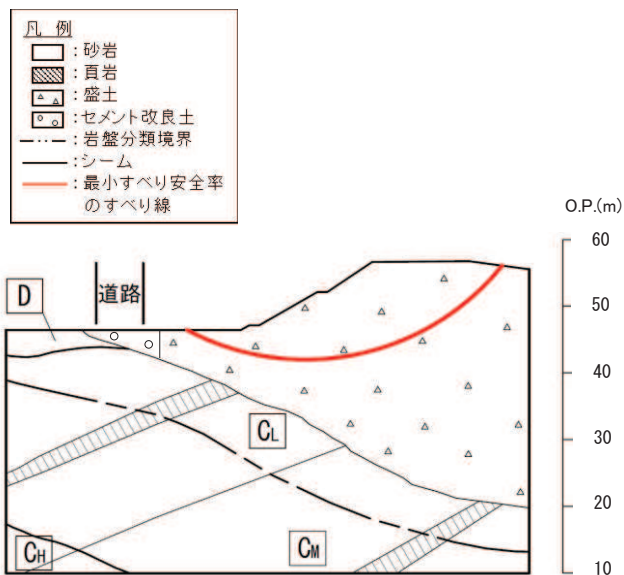 凡 例
：砂岩
：頁岩
：盛土
：セメント改良土
：岩盤分類境界
：シーム
：最小すべり安全率
のすべり線
O.P.(m)
60
D
道路
50
40
CL
30
20
CH
CM
10